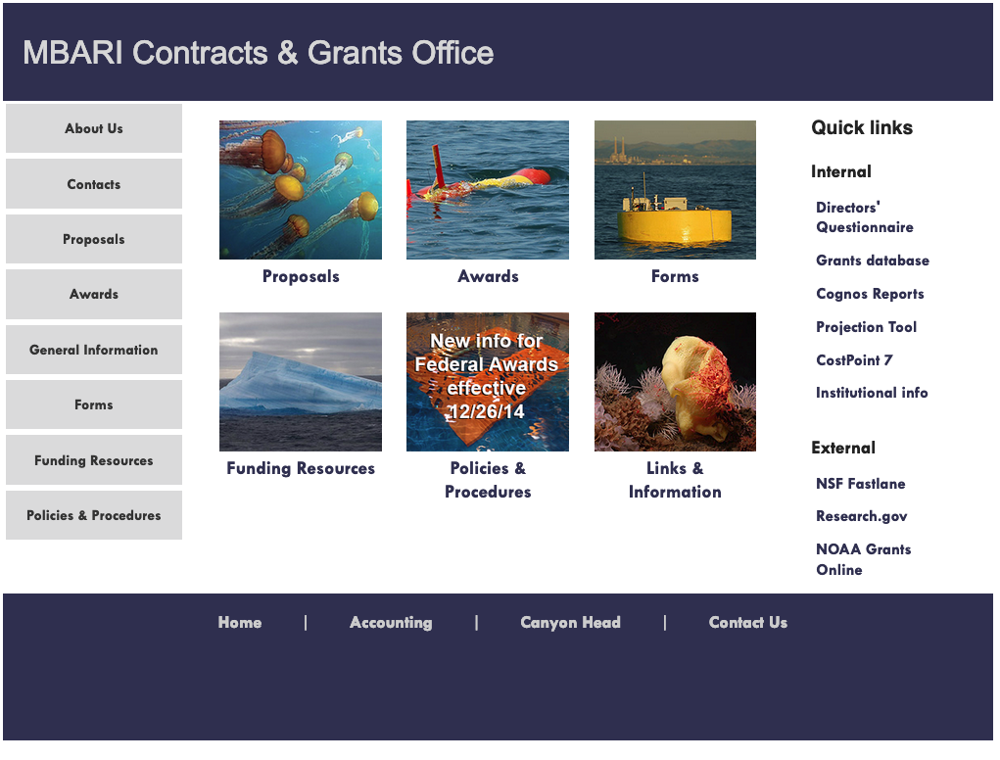 MBARI Contracts & Grants Office
About Us
Contacts
Proposals
Awards
General Information
Forms
Funding Resources
Policies & Procedures
Proposals
Awards
Forms
New info for
Federal Awards
effective
12/26/14
Funding Resources
Policies &
Procedures
Links &
Information
Quick links
Internal
Directors'
Questionnaire
Grants database
Cognos Reports
Projection Tool
CostPoint 7
Institutional info
External
NSF Fastlane
Research.gov
NOAA Grants
Online
Home | Accounting | Canyon Head | Contact Us